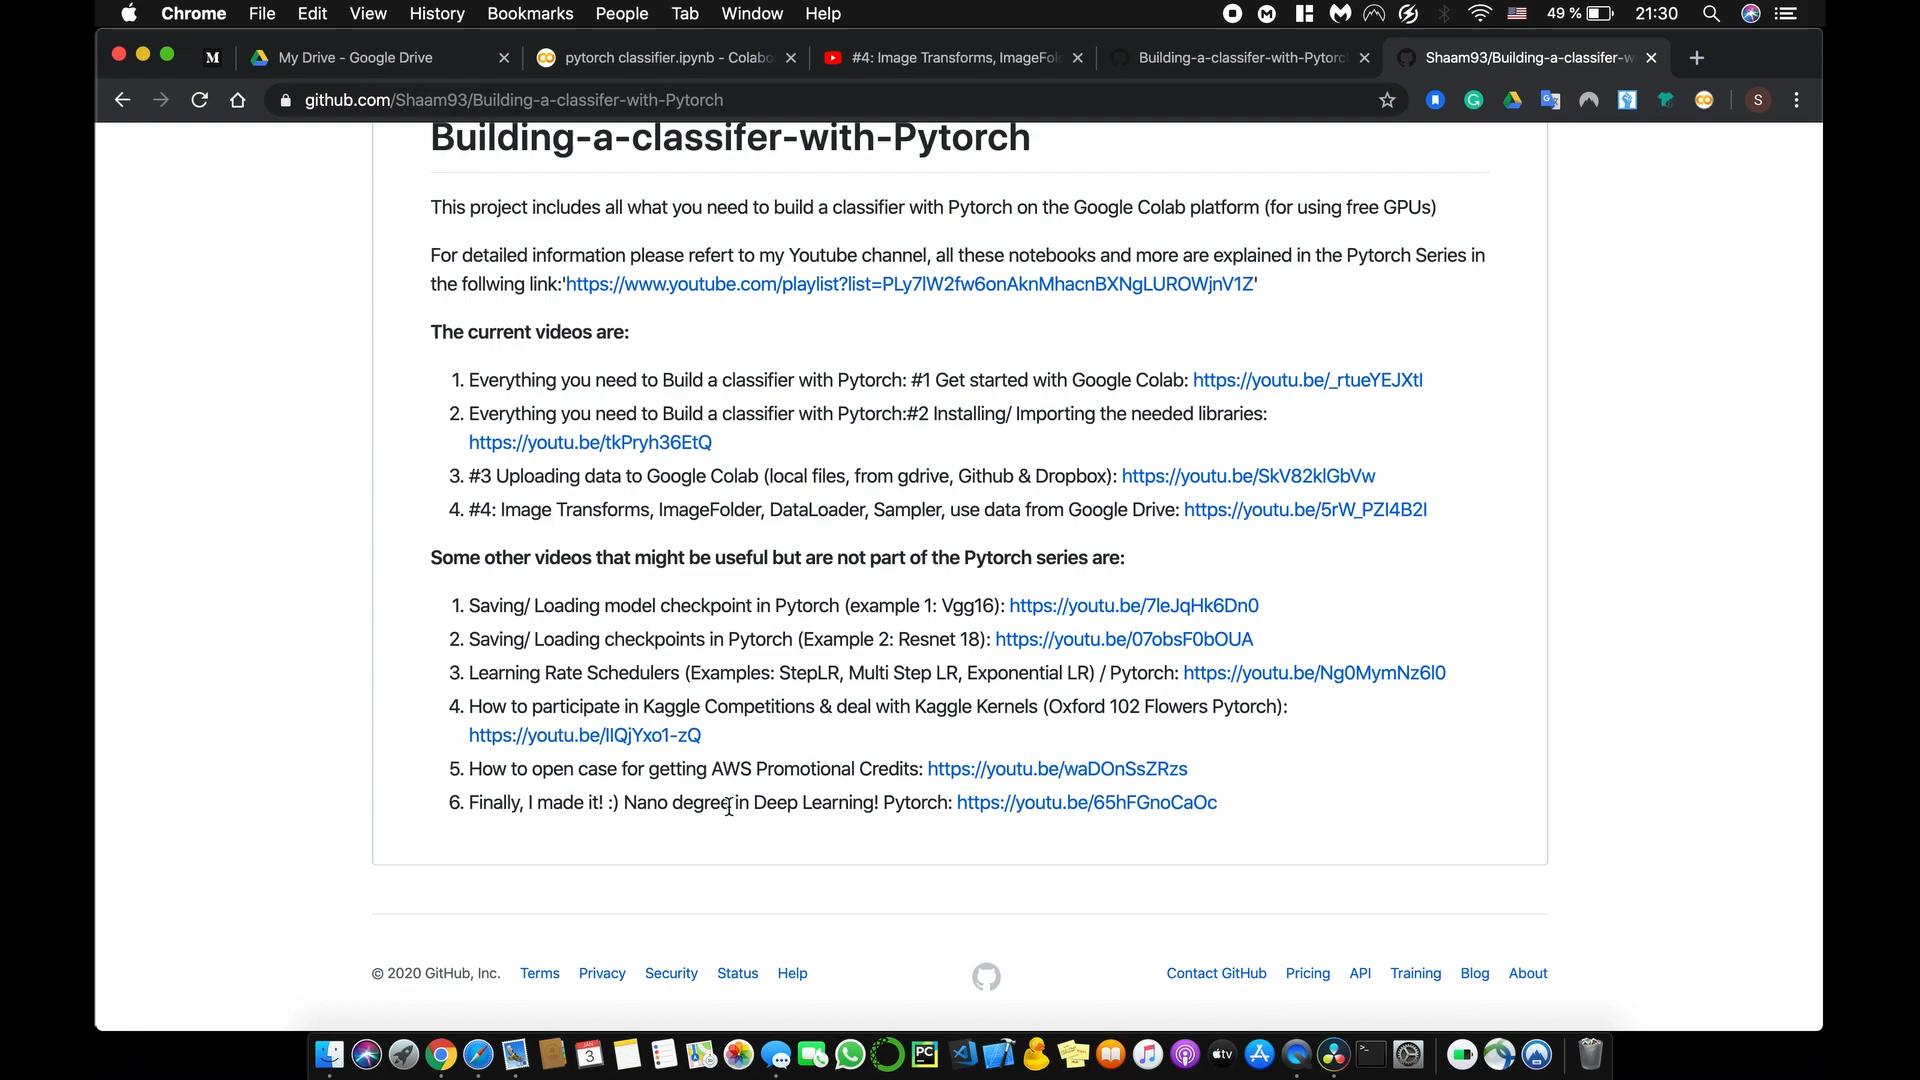 Chrome File Edit View History Bookmarks People Tab Window Help 49 % 21:30
M My Drive - Google Drive pytorch classifier.ipynb - Colabo #4: Image Transforms, ImageFol Building-a-classifer-with-Pytorc Shaam93/Building-a-classifer-w
github.com/Shaam93/Building-a-classifer-with-Pytorch S
Building-a-classifer-with-Pytorch
This project includes all what you need to build a classifier with Pytorch on the Google Colab platform (for using free GPUs)
For detailed information please refert to my Youtube channel, all these notebooks and more are explained in the Pytorch Series in
the follwing link:'https://www.youtube.com/playlist?list=PLy7lW2fw6onAknMhacnBXNgLUROWjnV1Z'
The current videos are:
1. Everything you need to Build a classifier with Pytorch: #1 Get started with Google Colab: https://youtu.be/_rtueYEJXtI
2. Everything you need to Build a classifier with Pytorch:#2 Installing/ Importing the needed libraries:
https://youtu.be/tkPryh36EtQ
3. #3 Uploading data to Google Colab (local files, from gdrive, Github & Dropbox): https://youtu.be/SkV82klGbVw
4. #4: Image Transforms, ImageFolder, DataLoader, Sampler, use data from Google Drive: https://youtu.be/5rW_PZI4B2I
Some other videos that might be useful but are not part of the Pytorch series are:
1. Saving/ Loading model checkpoint in Pytorch (example 1: Vgg16): https://youtu.be/7leJqHk6Dn0
2. Saving/ Loading checkpoints in Pytorch (Example 2: Resnet 18): https://youtu.be/07obsF0bOUA
3. Learning Rate Schedulers (Examples: StepLR, Multi Step LR, Exponential LR) / Pytorch: https://youtu.be/Ng0MymNz6l0
4. How to participate in Kaggle Competitions & deal with Kaggle Kernels (Oxford 102 Flowers Pytorch):
https://youtu.be/lIQjYxo1-zQ
5. How to open case for getting AWS Promotional Credits: https://youtu.be/waDOnSsZRzs
6. Finally, I made it! :) Nano degree in Deep Learning! Pytorch: https://youtu.be/65hFGnoCaOc
© 2020 GitHub, Inc. Terms Privacy Security Status Help Contact GitHub Pricing API Training Blog About
JAN 3 PC tv